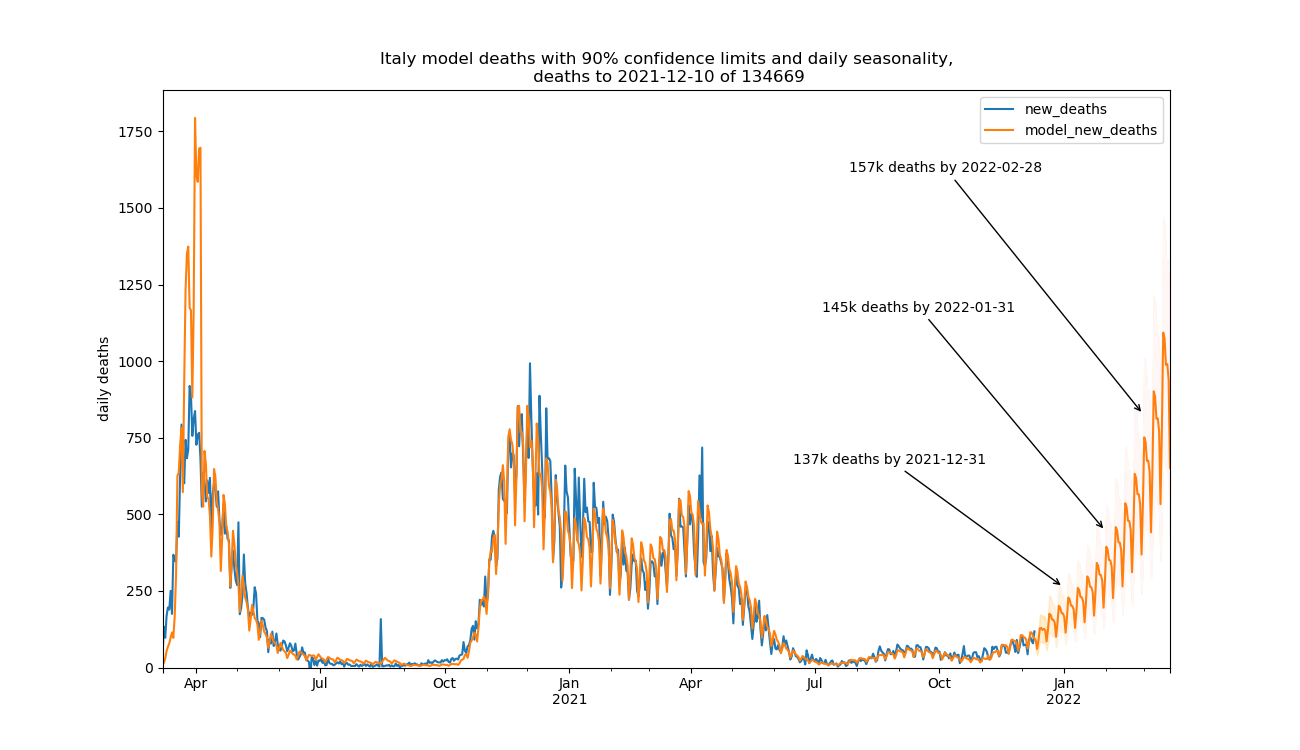 Italy model deaths with 90% confidence limits and daily seasonality,
deaths to 2021-12-10 of 134669
new_deaths
model_new_deaths
157k deaths by 2022-02-28
145k deaths by 2022-01-31
137k deaths by 2021-12-31
daily deaths
1750
1500
1250
1000
750
500
250
0
Apr Jul Oct Jan Apr Jul Oct Jan
2021 2022